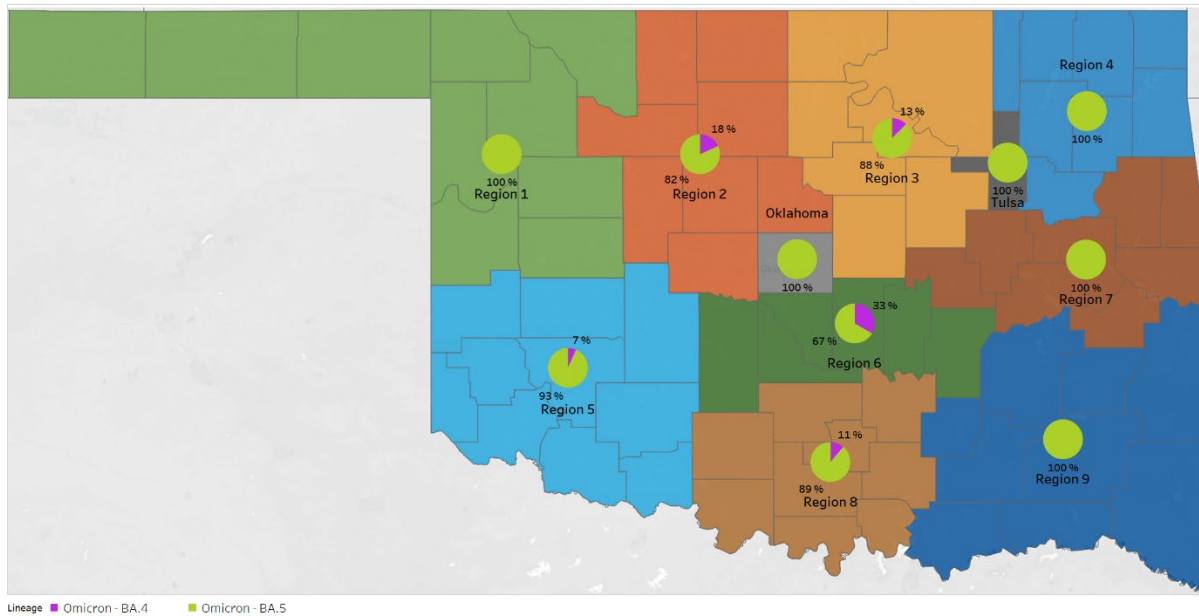 Region 4
100 %
13 %
88 %
Region 3
18 %
82 %
Region 2
100 %
Region 1
100 %
Tulsa
Oklahoma
100 %
100 %
Region 7
33 %
67 %
Region 6
7 %
93 %
Region 5
11 %
89 %
Region 8
100 %
Region 9
Lineage Omicron - BA.4 Omicron - BA.5